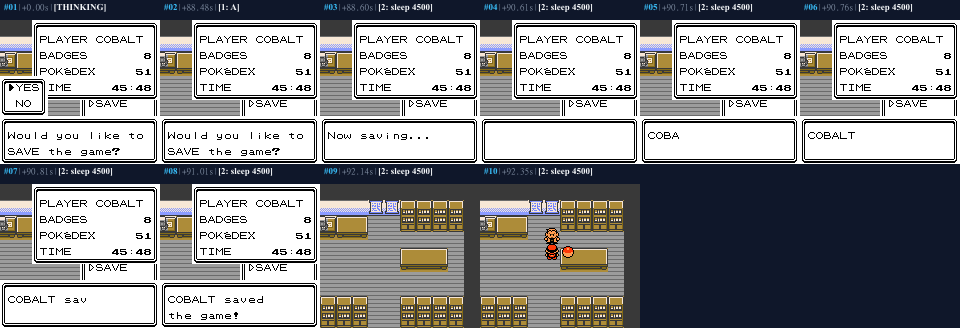 #01|+0.00s|[THINKING]
PLAYER COBALT
BADGES 8
POKéDEX 51
TIME 45:48
▶YES
NO
▷SAVE
Would you like to
SAVE the game?
#02|+88.48s|[1: A]
PLAYER COBALT
BADGES 8
POKéDEX 51
TIME 45:48
▷SAVE
Would you like to
SAVE the game?
#03|+88.60s|[2: sleep 4500]
PLAYER COBALT
BADGES 8
POKéDEX 51
TIME 45:48
▷SAVE
Now saving...
#04|+90.61s|[2: sleep 4500]
PLAYER COBALT
BADGES 8
POKéDEX 51
TIME 45:48
▷SAVE
#05|+90.71s|[2: sleep 4500]
PLAYER COBALT
BADGES 8
POKéDEX 51
TIME 45:48
▷SAVE
COBA
#06|+90.76s|[2: sleep 4500]
PLAYER COBALT
BADGES 8
POKéDEX 51
TIME 45:48
▷SAVE
COBALT
#07|+90.81s|[2: sleep 4500]
PLAYER COBALT
BADGES 8
POKéDEX 51
TIME 45:48
▷SAVE
COBALT sav
#08|+91.01s|[2: sleep 4500]
PLAYER COBALT
BADGES 8
POKéDEX 51
TIME 45:48
▷SAVE
COBALT saved
the game!
#09|+92.14s|[2: sleep 4500]
#10|+92.35s|[2: sleep 4500]